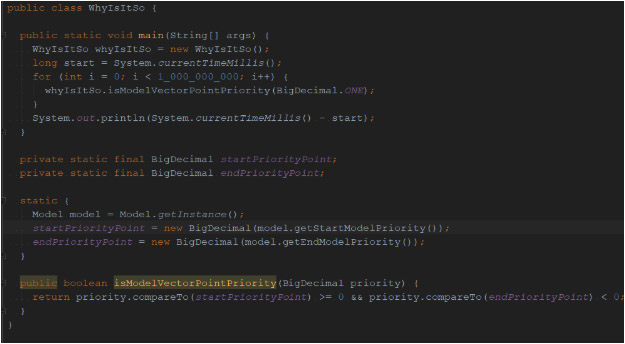 public class WhyIsItSo {
public static void main(String[] args) {
WhyIsItSo whyIsItSo = new WhyIsItSo();
long start = System.currentTimeMillis();
for (int i = 0; i < 1_000_000_000; i++) {
whyIsItSo.isModelVectorPointPriority(BigDecimal.ONE);
}
System.out.println(System.currentTimeMillis() - start);
}
private static final BigDecimal startPriorityPoint;
private static final BigDecimal endPriorityPoint;
static {
Model model = Model.getInstance();
startPriorityPoint = new BigDecimal(model.getStartModelPriority());
endPriorityPoint = new BigDecimal(model.getEndModelPriority());
}
public boolean isModelVectorPointPriority(BigDecimal priority) {
return priority.compareTo(startPriorityPoint) >= 0 && priority.compareTo(endPriorityPoint) < 0;
}
}